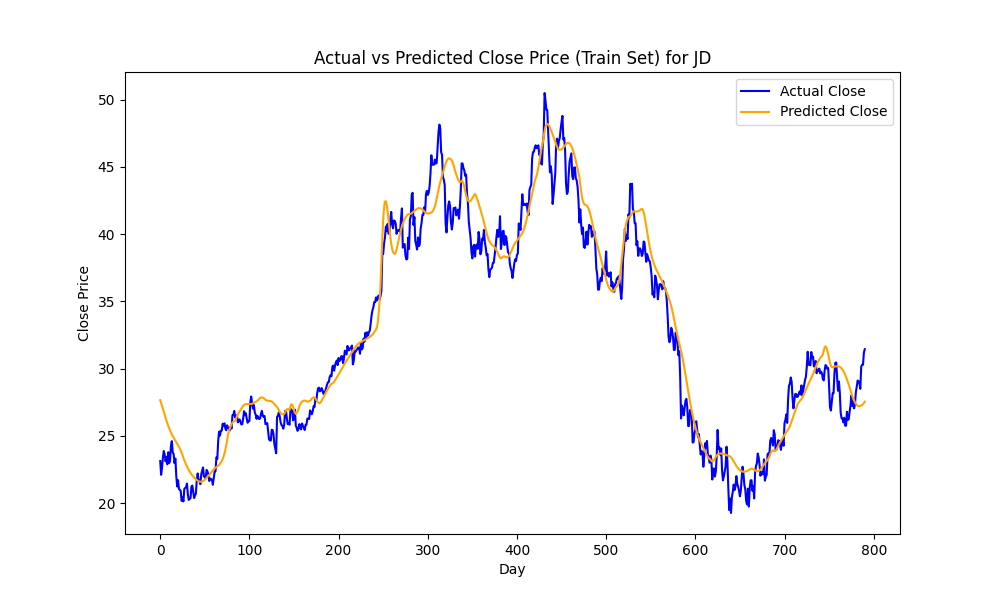 Actual vs Predicted Close Price (Train Set) for JD
Actual Close
Predicted Close
Close Price
50
45
40
35
30
25
20
0 100 200 300 400 500 600 700 800
Day